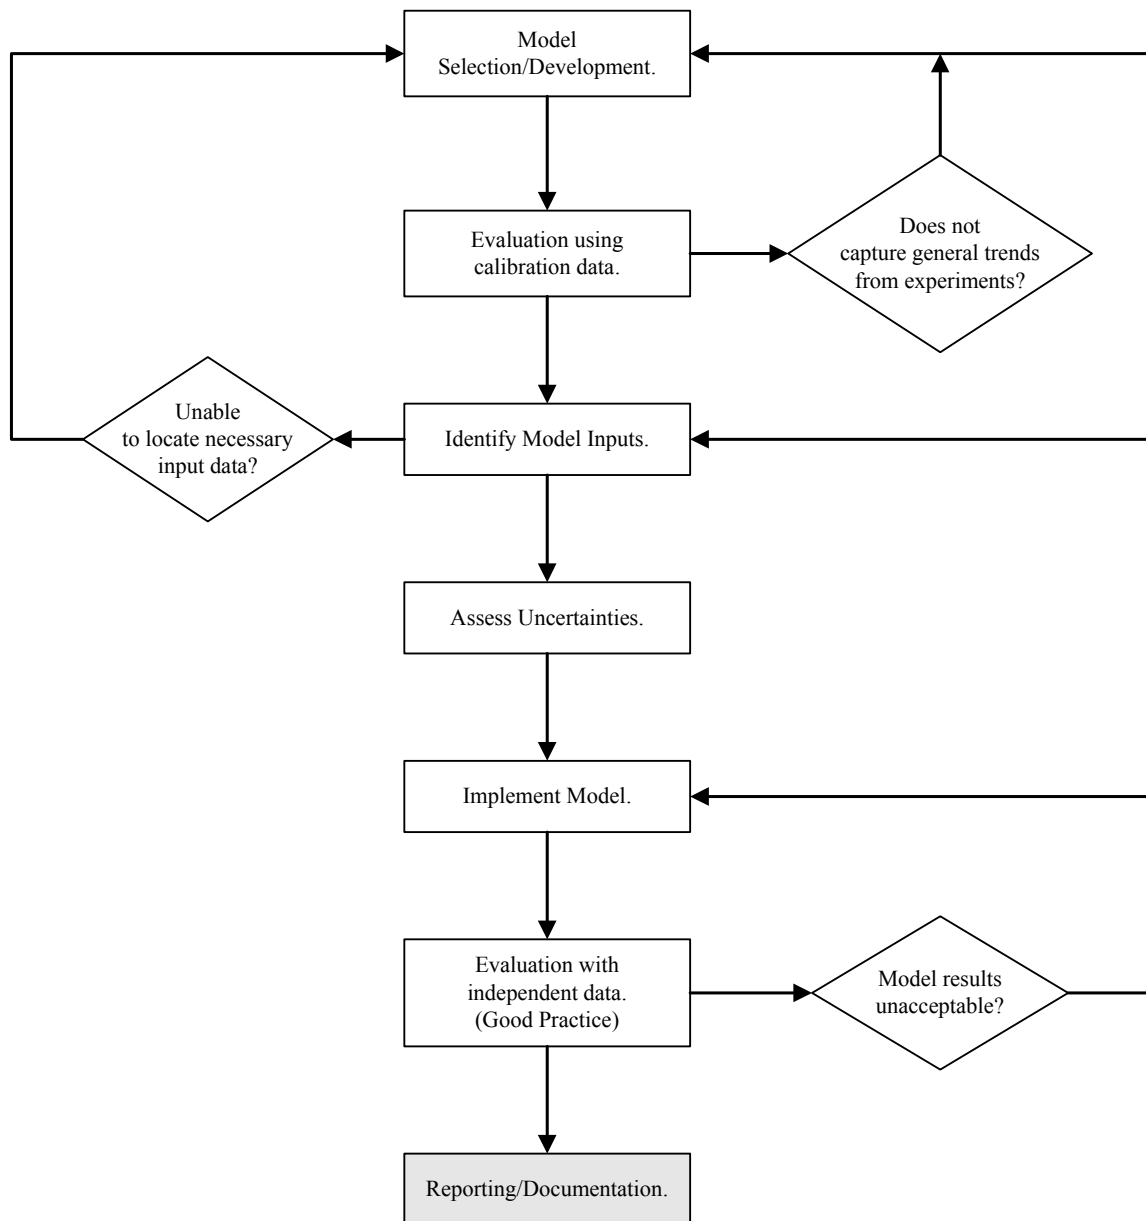 Model
Selection/Development.
Evaluation using
calibration data.
Does not
capture general trends
from experiments?
Unable
to locate necessary
input data?
Identify Model Inputs.
Assess Uncertainties.
Implement Model.
Evaluation with
independent data.
(Good Practice)
Model results
unacceptable?
Reporting/Documentation.